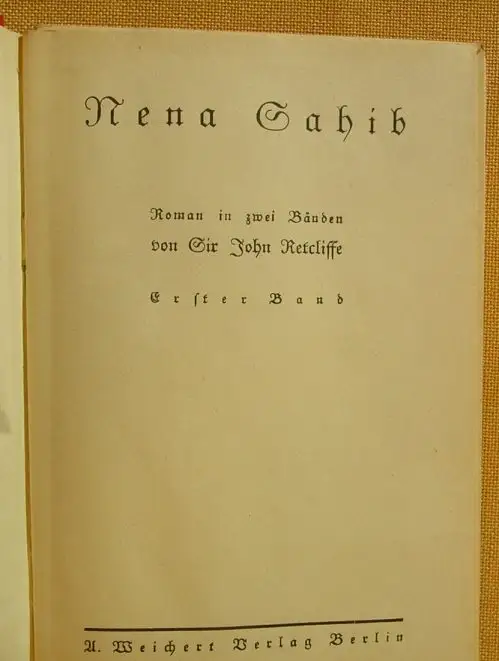 Nena Sahib
Roman in zwei Bänden
von Sir John Retcliffe
Erſter Band
A. Weichert Verlag Berlin